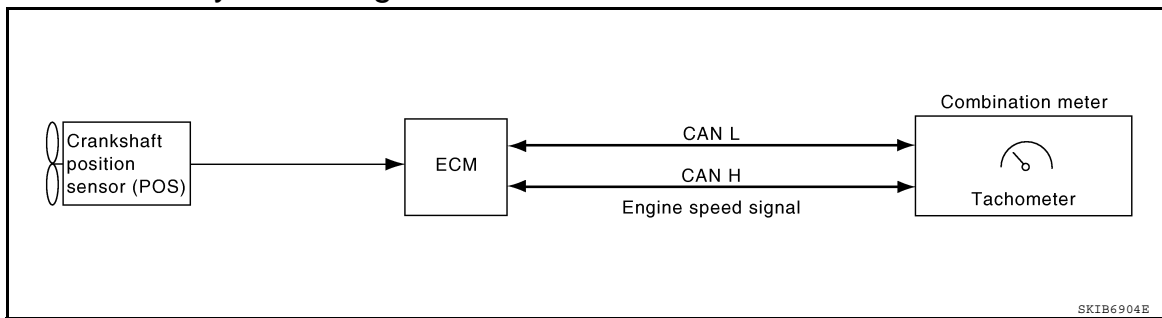 Crankshaft
position
sensor (POS)
ECM
CAN L
CAN H
Engine speed signal
Combination meter
Tachometer
SKIB6904E